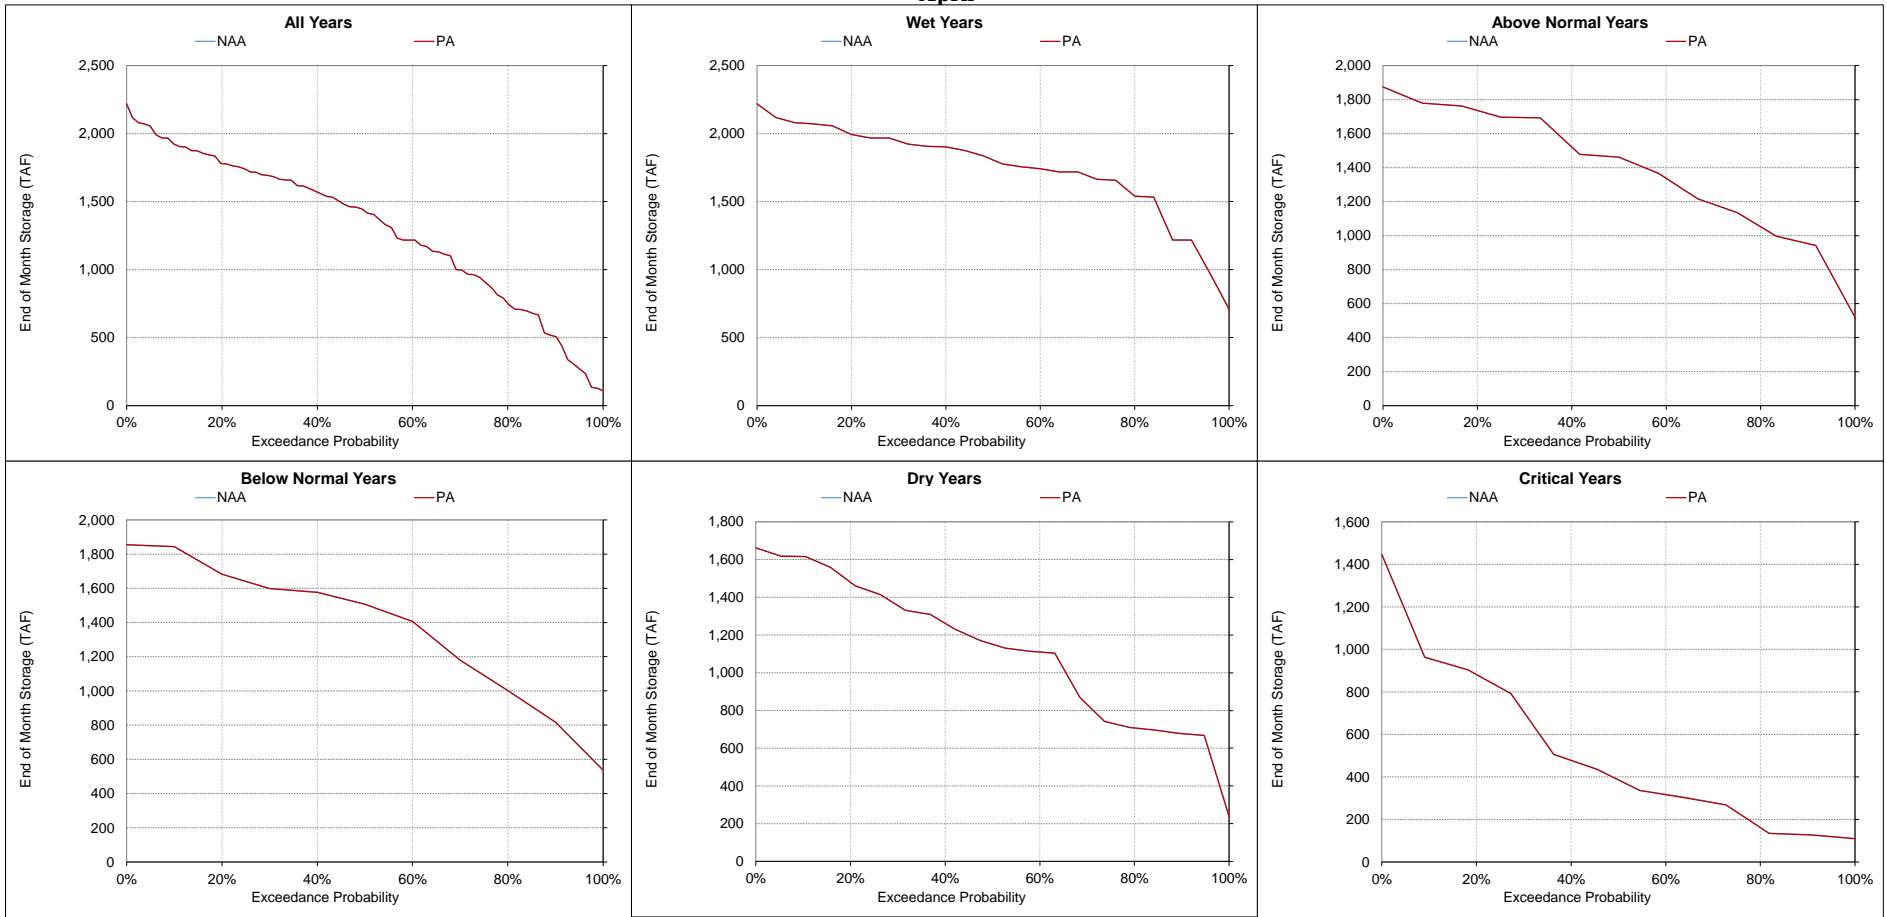 All Years
NAA PA
2,500
2,000
1,500
1,000
500
0
End of Month Storage (TAF)
0% 20% 40% 60% 80% 100%
Exceedance Probability
Wet Years
NAA PA
2,500
2,000
1,500
1,000
500
0
End of Month Storage (TAF)
0% 20% 40% 60% 80% 100%
Exceedance Probability
Above Normal Years
NAA PA
2,000
1,800
1,600
1,400
1,200
1,000
800
600
400
200
0
End of Month Storage (TAF)
0% 20% 40% 60% 80% 100%
Exceedance Probability
Below Normal Years
NAA PA
2,000
1,800
1,600
1,400
1,200
1,000
800
600
400
200
0
End of Month Storage (TAF)
0% 20% 40% 60% 80% 100%
Exceedance Probability
Dry Years
NAA PA
1,800
1,600
1,400
1,200
1,000
800
600
400
200
0
End of Month Storage (TAF)
0% 20% 40% 60% 80% 100%
Exceedance Probability
Critical Years
NAA PA
1,600
1,400
1,200
1,000
800
600
400
200
0
End of Month Storage (TAF)
0% 20% 40% 60% 80% 100%
Exceedance Probability